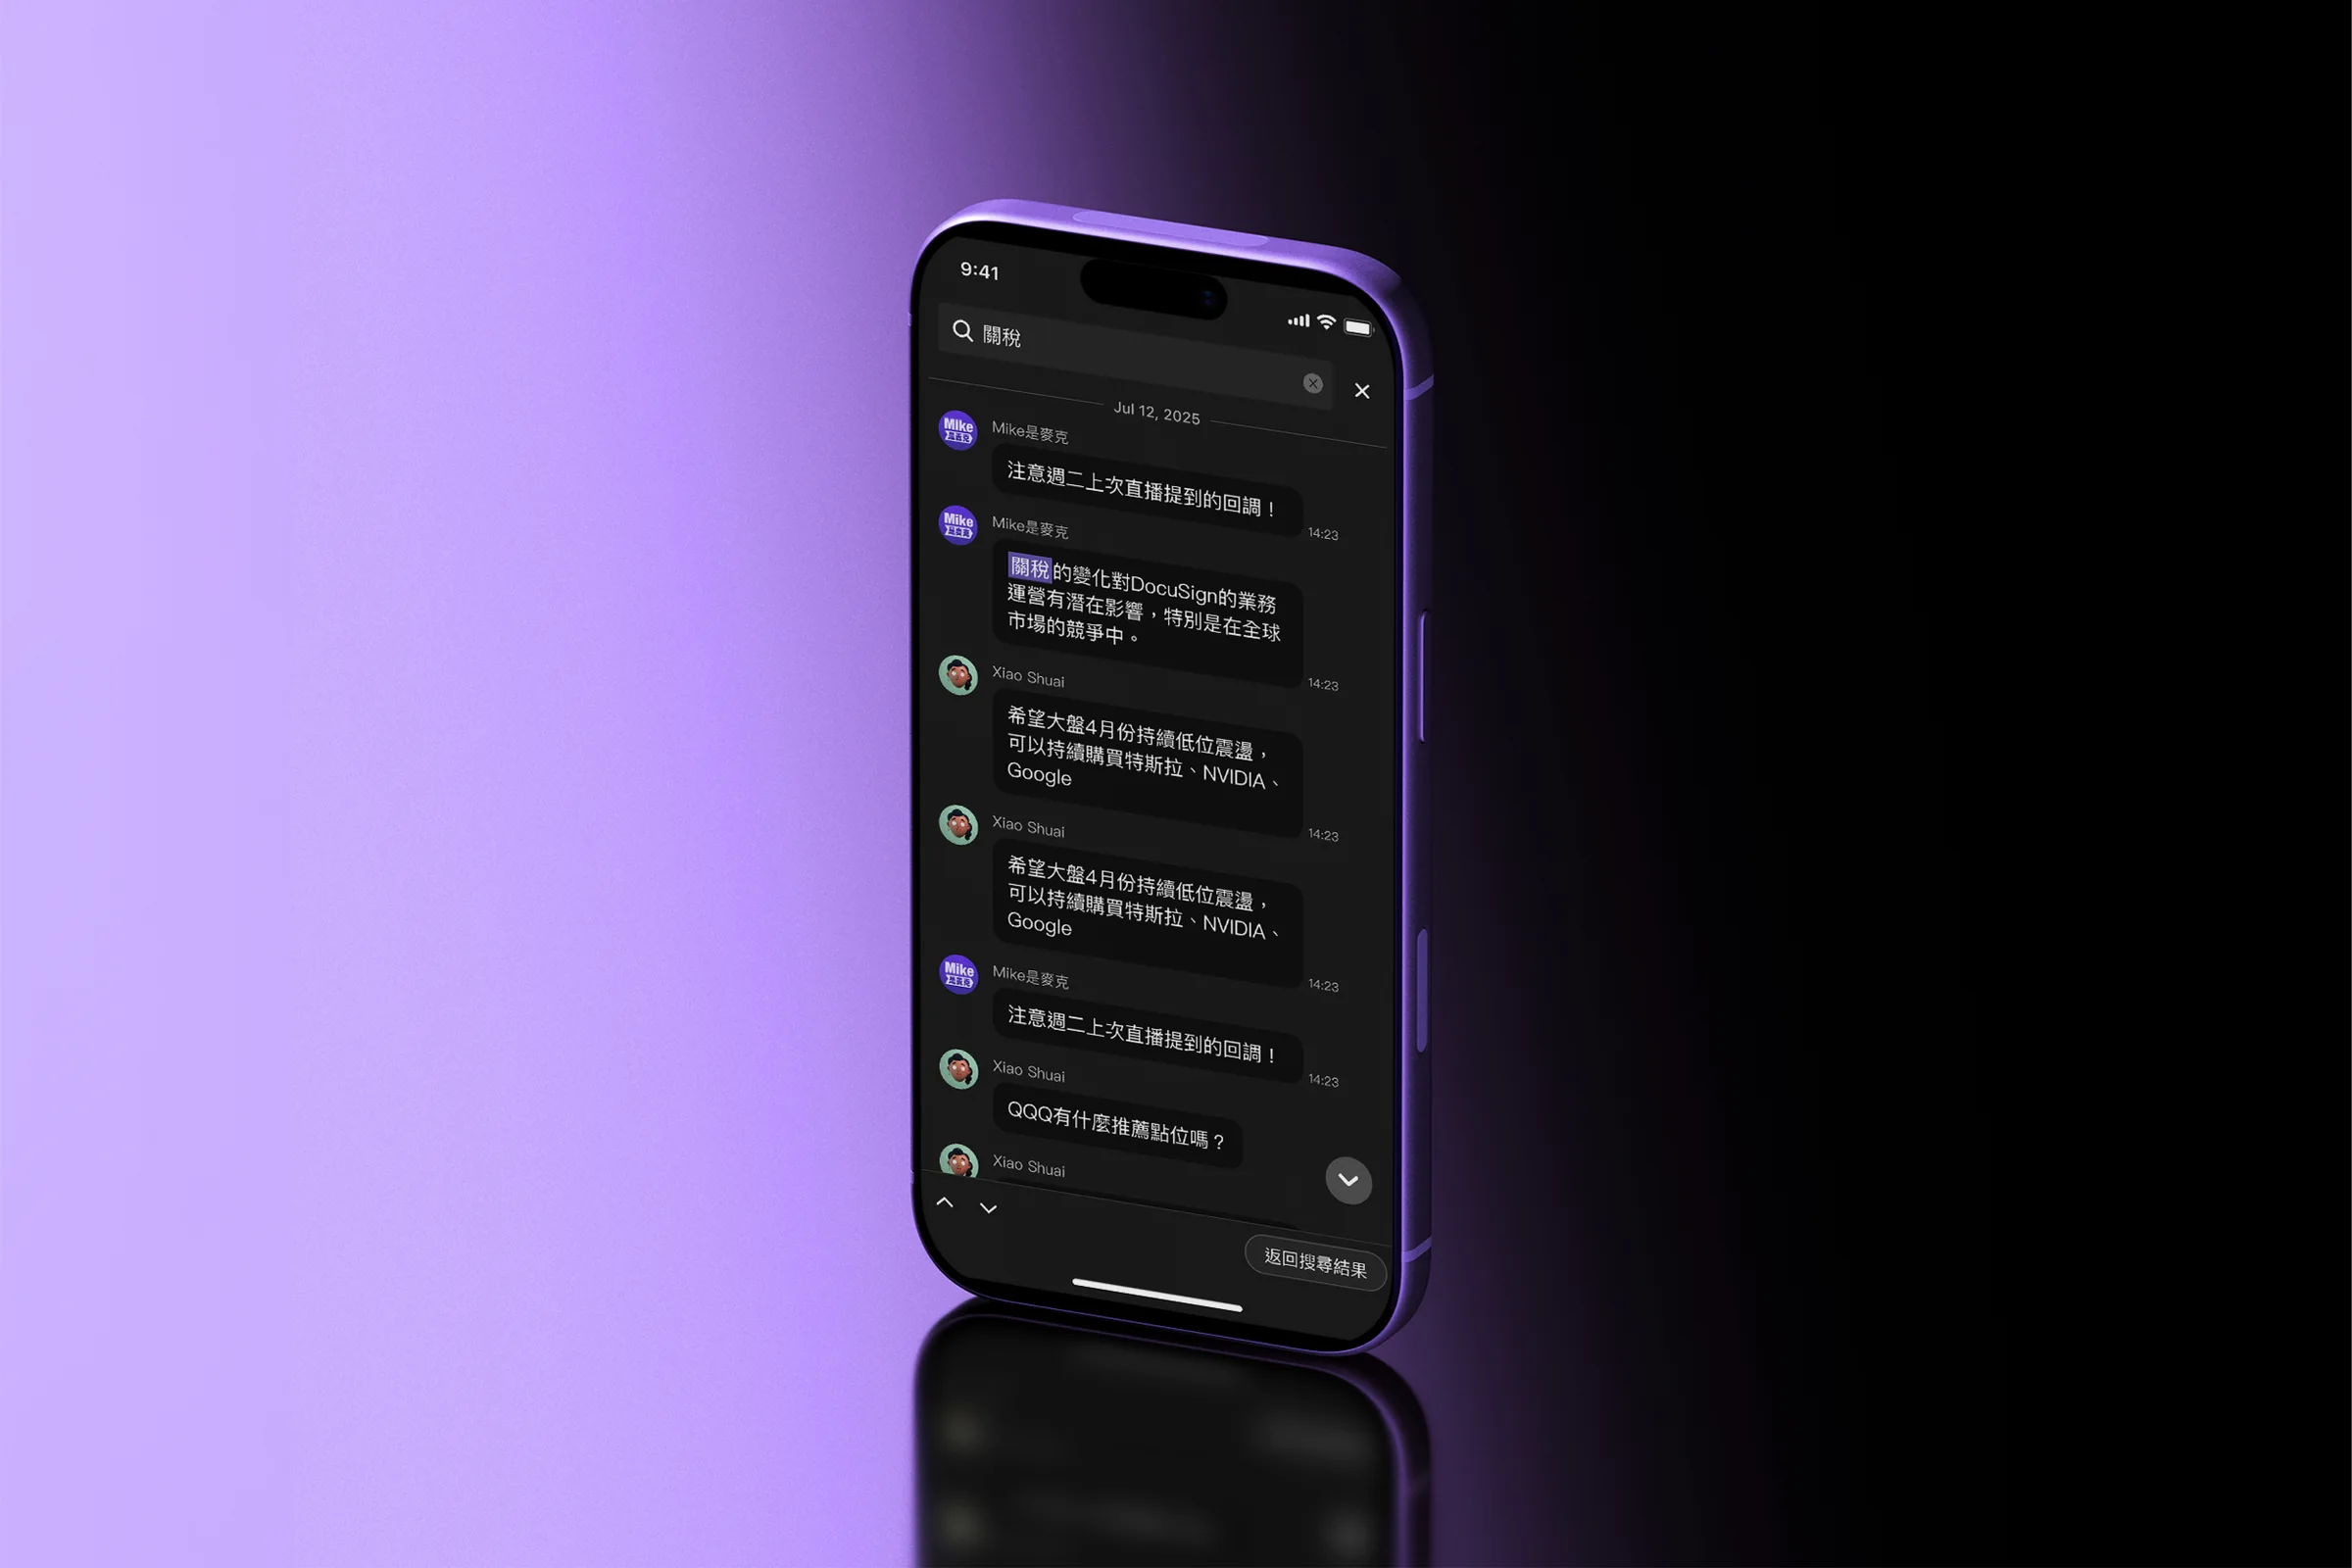 9:41
關稅
Jul 12, 2025
Mike
Mike是麥克
注意週二上次直播提到的回調！
14:23
Mike
Mike是麥克
關稅的變化對DocuSign的業務
運營有潛在影響，特別是在全球
市場的競爭中。
14:23
Xiao Shuai
希望大盤4月份持續低位震盪，
可以持續購買特斯拉、NVIDIA、
Google
14:23
Xiao Shuai
希望大盤4月份持續低位震盪，
可以持續購買特斯拉、NVIDIA、
Google
14:23
Mike
Mike是麥克
注意週二上次直播提到的回調！
14:23
Xiao Shuai
QQQ有什麼推薦點位嗎？
Xiao Shuai
返回搜尋結果